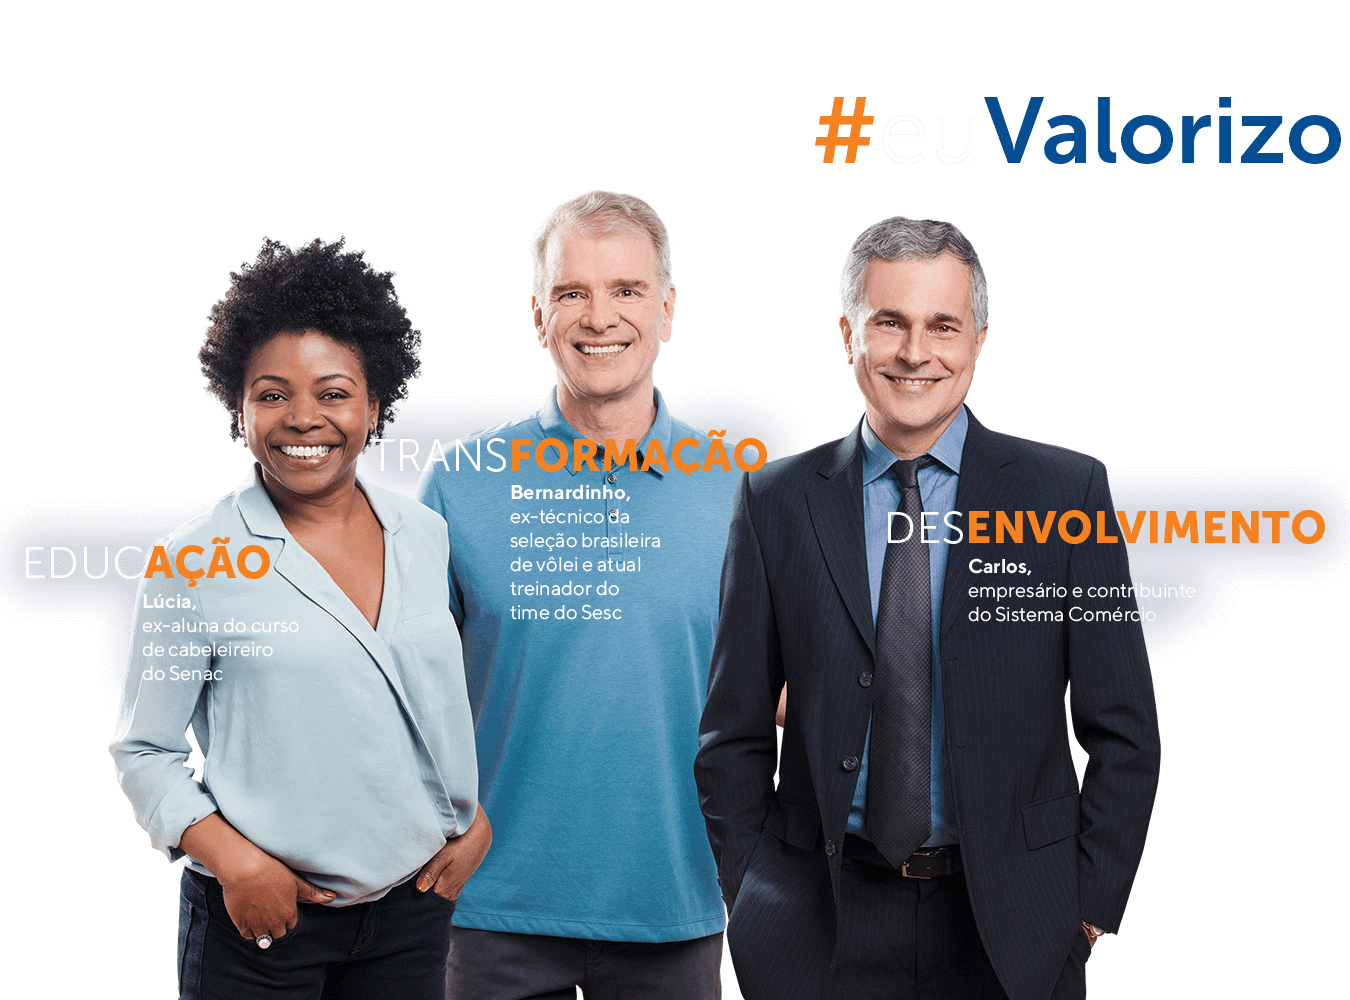 #euValorizo
TRANSFORMAÇÃO
Bernardinho,
ex-técnico da
seleção brasileira
de vôlei e atual
treinador do
time do Sesc
DESENVOLVIMENTO
Carlos,
empresário e contribuinte
do Sistema Comércio
EDUCAÇÃO
Lúcia,
ex-aluna do curso
de cabeleireiro
do Senac